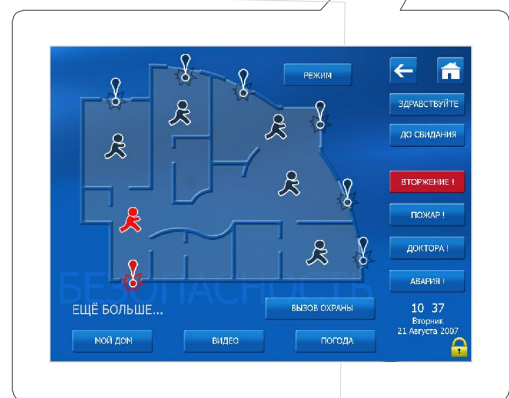 РЕЖИМ
ЗДРАВСТВУЙТЕ
ДО СВИДАНИЯ
ВТОРЖЕНИЕ !
ПОЖАР !
ДОКТОРА !
АВАРИЯ !
БЕЗОПАСНОСТЬ
ЕЩЁ БОЛЬШЕ...
ВЫЗОВ ОХРАНЫ
10 37
Вторник
21 Августа 2007
МОЙ ДОМ
ВИДЕО
ПОГОДА